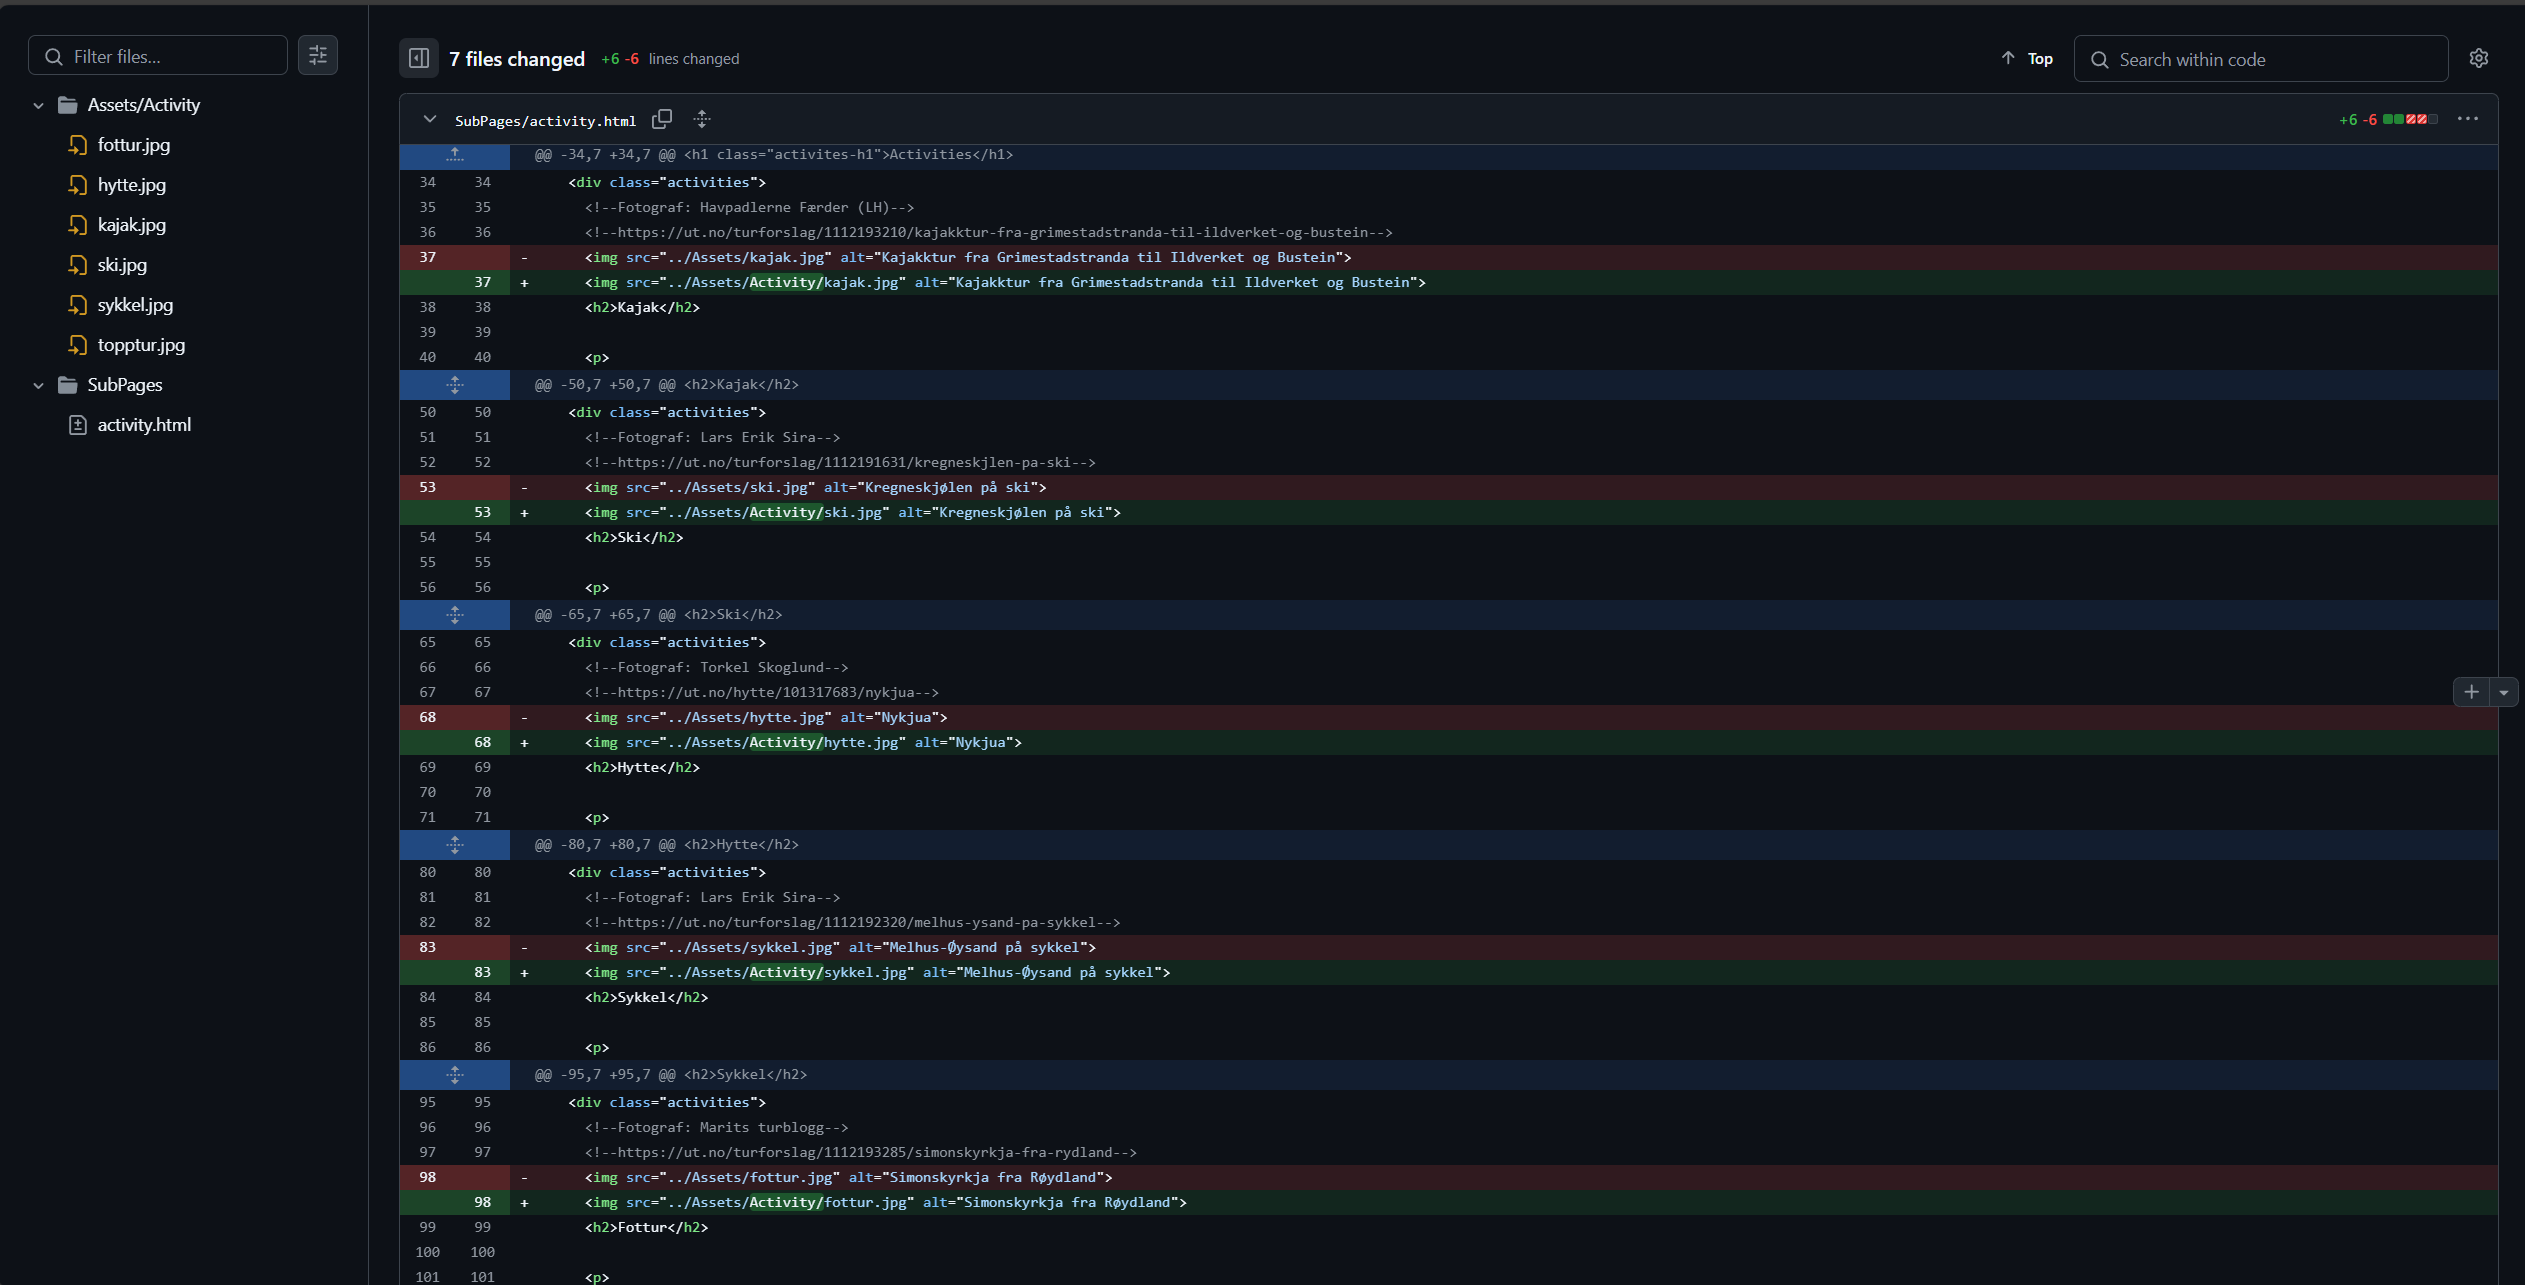 Filter files...
Assets/Activity
fottur.jpg
hytte.jpg
kajak.jpg
ski.jpg
sykkel.jpg
topptur.jpg
SubPages
activity.html
7 files changed +6 -6 lines changed
Top
Search within code
SubPages/activity.html
+6 -6
@@ -34,7 +34,7 @@ <h1 class="activites-h1">Activities</h1>
34 34 <div class="activities">
35 35 <!--Fotograf: Havpadlerne Færder (LH)-->
36 36 <!--https://ut.no/turforslag/1112193210/kajakktur-fra-grimestadstranda-til-ildverket-og-bustein-->
37 - <img src="../Assets/kajak.jpg" alt="Kajakktur fra Grimestadstranda til Ildverket og Bustein">
37 + <img src="../Assets/Activity/kajak.jpg" alt="Kajakktur fra Grimestadstranda til Ildverket og Bustein">
38 38 <h2>Kajak</h2>
39 39
40 40 <p>
@@ -50,7 +50,7 @@ <h2>Kajak</h2>
50 50 <div class="activities">
51 51 <!--Fotograf: Lars Erik Sira-->
52 52 <!--https://ut.no/turforslag/1112191631/kregneskjlen-pa-ski-->
53 - <img src="../Assets/ski.jpg" alt="Kregneskjølen på ski">
53 + <img src="../Assets/Activity/ski.jpg" alt="Kregneskjølen på ski">
54 54 <h2>Ski</h2>
55 55
56 56 <p>
@@ -65,7 +65,7 @@ <h2>Ski</h2>
65 65 <div class="activities">
66 66 <!--Fotograf: Torkel Skoglund-->
67 67 <!--https://ut.no/hytte/101317683/nykjua-->
68 - <img src="../Assets/hytte.jpg" alt="Nykjua">
68 + <img src="../Assets/Activity/hytte.jpg" alt="Nykjua">
69 69 <h2>Hytte</h2>
70 70
71 71 <p>
@@ -80,7 +80,7 @@ <h2>Hytte</h2>
80 80 <div class="activities">
81 81 <!--Fotograf: Lars Erik Sira-->
82 82 <!--https://ut.no/turforslag/1112192320/melhus-ysand-pa-sykkel-->
83 - <img src="../Assets/sykkel.jpg" alt="Melhus-Øysand på sykkel">
83 + <img src="../Assets/Activity/sykkel.jpg" alt="Melhus-Øysand på sykkel">
84 84 <h2>Sykkel</h2>
85 85
86 86 <p>
@@ -95,7 +95,7 @@ <h2>Sykkel</h2>
95 95 <div class="activities">
96 96 <!--Fotograf: Marits turblogg-->
97 97 <!--https://ut.no/turforslag/1112193285/simonskyrkja-fra-rydland-->
98 - <img src="../Assets/fottur.jpg" alt="Simonskyrkja fra Røydland">
98 + <img src="../Assets/Activity/fottur.jpg" alt="Simonskyrkja fra Røydland">
99 99 <h2>Fottur</h2>
100 100
101 101 <p>